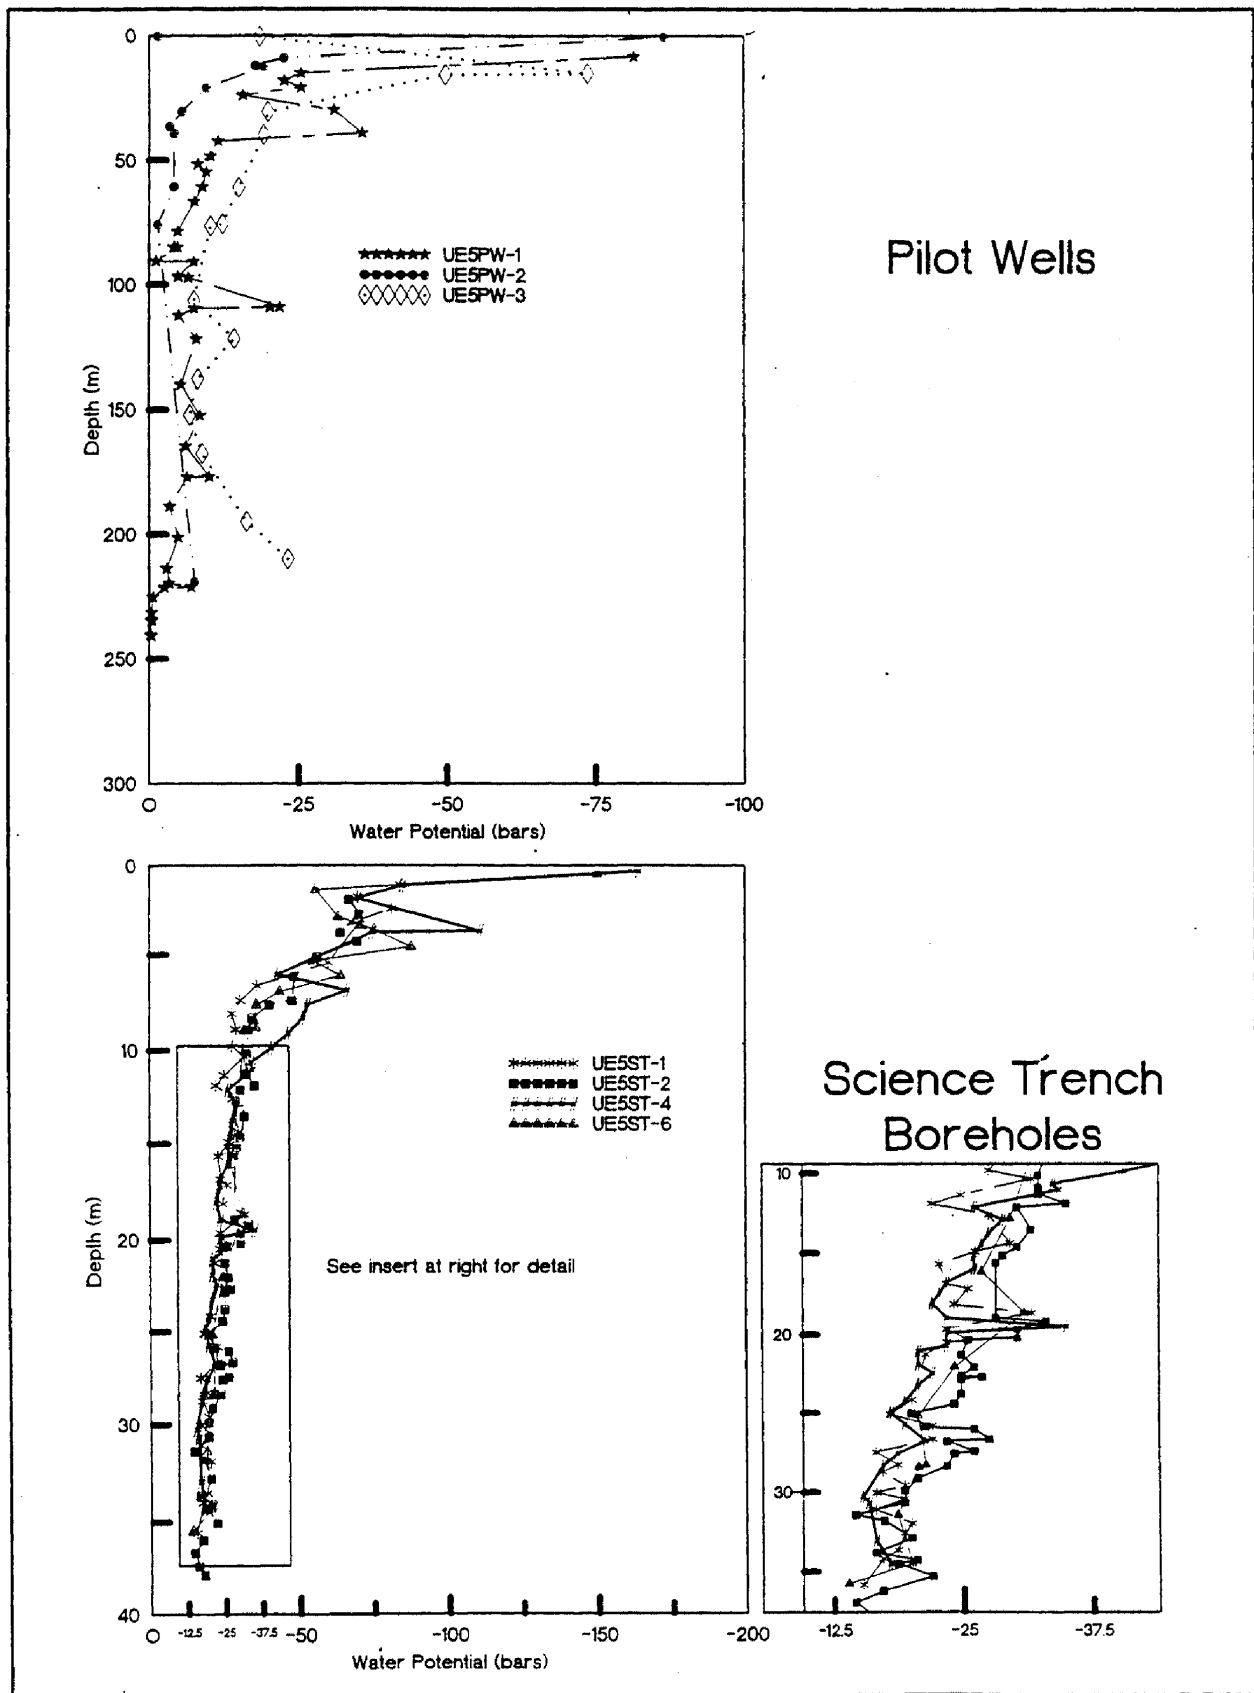 0
50
100
150
200
250
300
Depth (m)
UE5PW-1
UE5PW-2
UE5PW-3
Pilot Wells
0 -25 -50 -75 -100
Water Potential (bars)
0
10
20
30
40
Depth (m)
UE5ST-1
UE5ST-2
UE5ST-4
UE5ST-6
See insert at right for detail
0 -12.5 -25 -37.5 -50 -100 -150 -200
Water Potential (bars)
Science Trench
Boreholes
10
20
30
-12.5 -25 -37.5